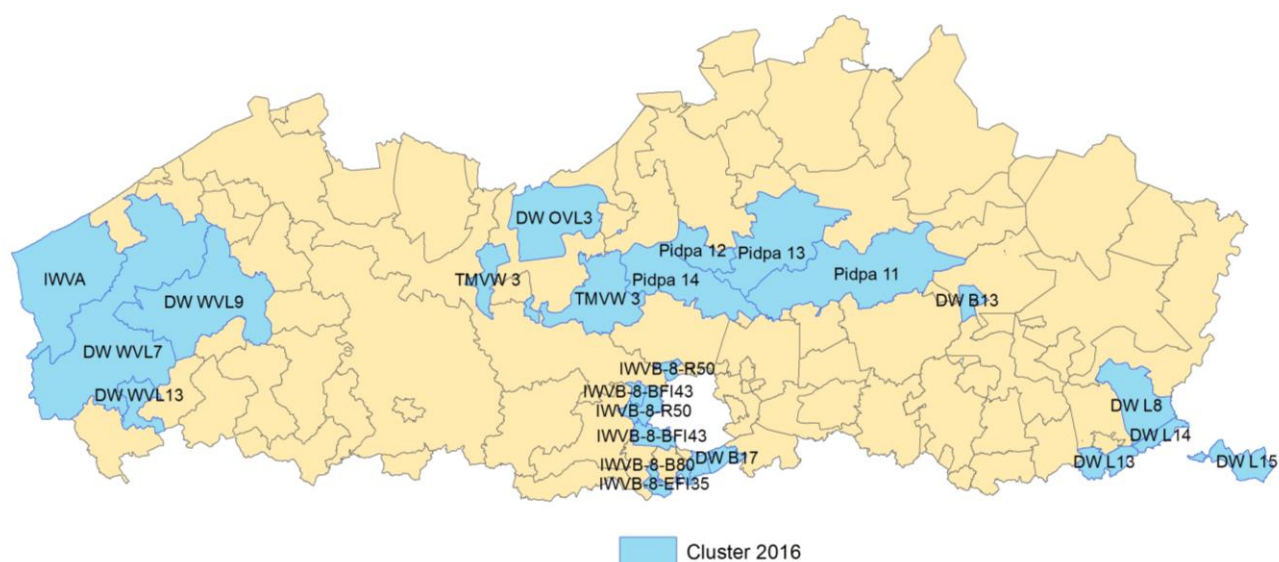 DW OVL3
Pidpa 12
Pidpa 13
IWVA
TMVW 3
Pidpa 14
Pidpa 11
DW WVL9
TMVW 3
DW B13
DW WVL7
IWVB-8-R50
DW WVL13
IWVB-8-BFI43
IWVB-8-R50
DW L8
IWVB-8-BFI43
DW L14
DW B17
IWVB-8-B80
DW L13
DW L15
IWVB-8-EFI35
Cluster 2016